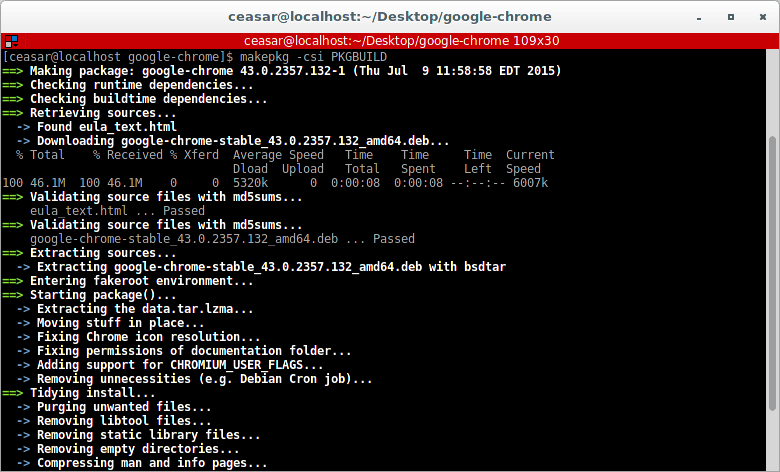 ceasar@localhost:~/Desktop/google-chrome
ceasar@localhost:~/Desktop/google-chrome 109x30
[ceasar@localhost google-chrome]$ makepkg -csi PKGBUILD
==> Making package: google-chrome 43.0.2357.132-1 (Thu Jul  9 11:58:58 EDT 2015)
==> Checking runtime dependencies...
==> Checking buildtime dependencies...
==> Retrieving sources...
  -> Found eula_text.html
  -> Downloading google-chrome-stable_43.0.2357.132_amd64.deb...
  % Total    % Received % Xferd  Average Speed   Time    Time     Time  Current
                                 Dload  Upload   Total   Spent    Left  Speed
100 46.1M  100 46.1M    0     0  5320k      0  0:00:08  0:00:08 --:--:-- 6007k
==> Validating source files with md5sums...
    eula_text.html ... Passed
==> Validating source files with md5sums...
    google-chrome-stable_43.0.2357.132_amd64.deb ... Passed
==> Extracting sources...
  -> Extracting google-chrome-stable_43.0.2357.132_amd64.deb with bsdtar
==> Entering fakeroot environment...
==> Starting package()...
  -> Extracting the data.tar.lzma...
  -> Moving stuff in place...
  -> Fixing Chrome icon resolution...
  -> Fixing permissions of documentation folder...
  -> Adding support for CHROMIUM_USER_FLAGS...
  -> Removing unnecessities (e.g. Debian Cron job)...
==> Tidying install...
  -> Purging unwanted files...
  -> Removing libtool files...
  -> Removing static library files...
  -> Removing empty directories...
  -> Compressing man and info pages...